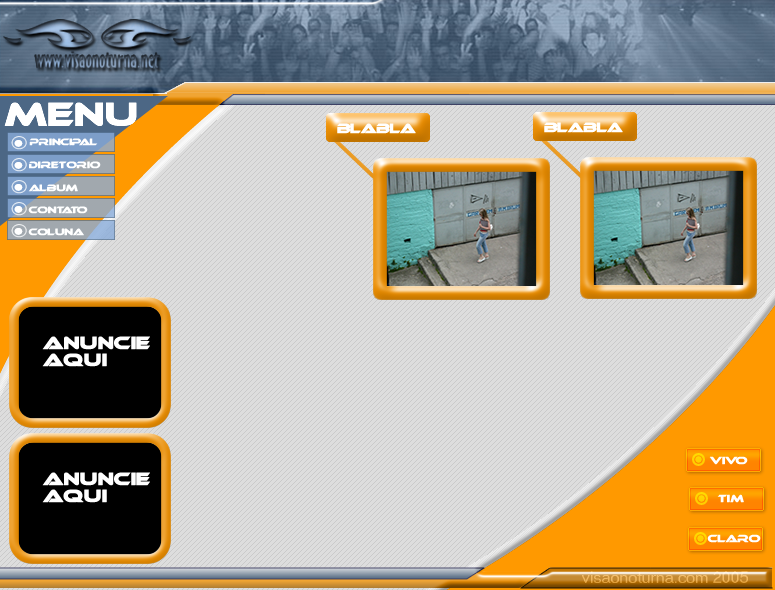 www.visaonoturna.net
MENU
PRINCIPAL
DIRETORIO
ALBUM
CONTATO
COLUNA
BLABLA
BLABLA
ANUNCIE
AQUI
ANUNCIE
AQUI
VIVO
TIM
CLARO
visaonoturna.com 2005